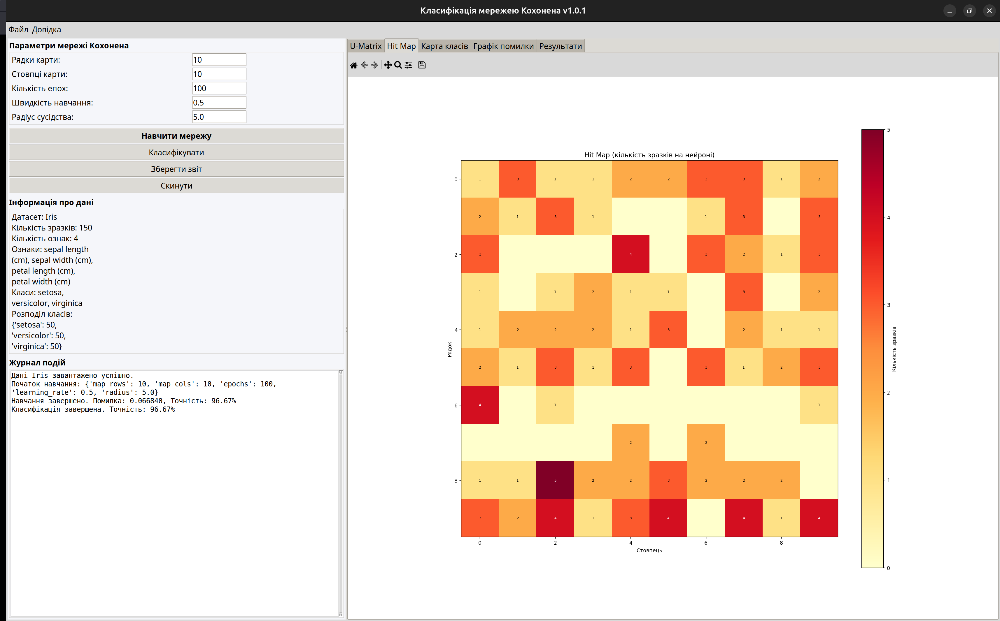 Класифікація мережею Кохонена v1.0.1
Файл Довідка
Параметри мережі Кохонена
Рядки карти: 10
Стовпці карти: 10
Кількість епох: 100
Швидкість навчання: 0.5
Радіус сусідства: 5.0
Навчити мережу
Класифікувати
Зберегти звіт
Скинути
Інформація про дані
Датасет: Iris
Кількість зразків: 150
Кількість ознак: 4
Ознаки: sepal length
(cm), sepal width (cm),
petal length (cm),
petal width (cm)
Класи: setosa,
versicolor, virginica
Розподіл класів:
{'setosa': 50,
'versicolor': 50,
'virginica': 50}
Журнал подій
Дані Iris завантажено успішно.
Початок навчання: {'map_rows': 10, 'map_cols': 10, 'epochs': 100,
'learning_rate': 0.5, 'radius': 5.0}
Навчання завершено. Помилка: 0.066840, Точність: 96.67%
Класифікація завершена. Точність: 96.67%
U-Matrix Hit Map Карта класів Графік помилки Результати
Hit Map (кількість зразків на нейроні)
0 1 3 1 1 2 2 3 3 1 2
2 1 3 1 1 3 3
2 3 4 3 2 1 3
1 1 2 1 1 3 2
4 1 2 2 2 1 3 2 1 1
2 1 3 1 3 3 1 2 3
6 4 1 1
2 2
8 1 1 5 2 2 3 2 2 2
3 2 4 1 3 4 4 1 4
0 2 4 6 8
Рядок
Стовпець
5
4
3
2
1
0
Кількість зразків